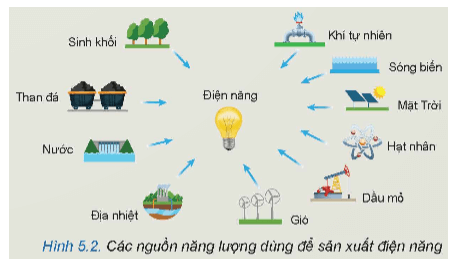 Sinh khối
Khí tự nhiên
Sóng biển
Than đá
Điện năng
Mặt Trời
Nước
Hạt nhân
Địa nhiệt
Gió
Dầu mỏ
Hình 5.2. Các nguồn năng lượng dùng để sản xuất điện năng